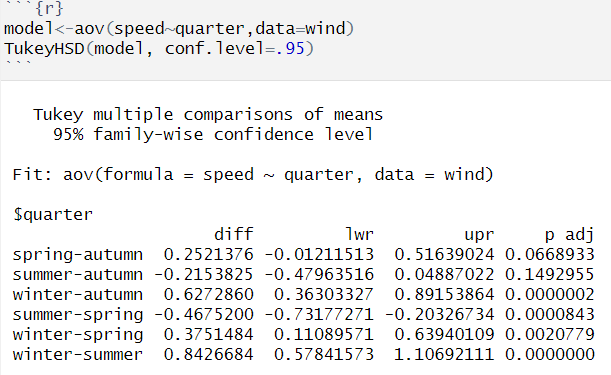 ```{r}
model<-aov(speed~quarter,data=wind)
TukeyHSD(model, conf.level=.95)
```
Tukey multiple comparisons of means
95% family-wise confidence level
Fit: aov(formula = speed ~ quarter, data = wind)
$quarter
diff lwr upr p adj
spring-autumn 0.2521376 -0.01211513 0.51639024 0.0668933
summer-autumn -0.2153825 -0.47963516 0.04887022 0.1492955
winter-autumn 0.6272860 0.36303327 0.89153864 0.0000002
summer-spring -0.4675200 -0.73177271 -0.20326734 0.0000843
winter-spring 0.3751484 0.11089571 0.63940109 0.0020779
winter-summer 0.8426684 0.57841573 1.10692111 0.0000000